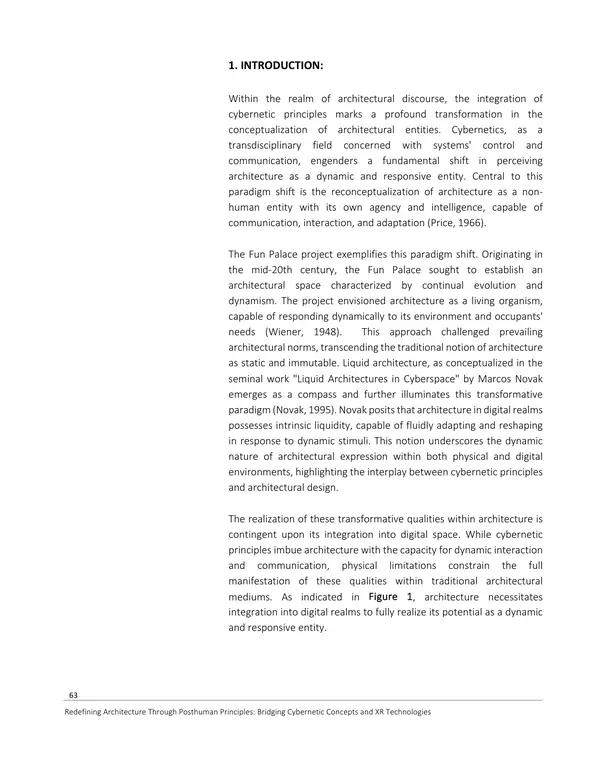 1. INTRODUCTION:
Within the realm of architectural discourse, the integration of
cybernetic principles marks a profound transformation in the
conceptualization of architectural entities. Cybernetics, as a
transdisciplinary field concerned with systems' control and
communication, engenders a fundamental shift in perceiving
architecture as a dynamic and responsive entity. Central to this
paradigm shift is the reconceptualization of architecture as a non-
human entity with its own agency and intelligence, capable of
communication, interaction, and adaptation (Price, 1966).
The Fun Palace project exemplifies this paradigm shift. Originating in
the mid-20th century, the Fun Palace sought to establish an
architectural space characterized by continual evolution and
dynamism. The project envisioned architecture as a living organism,
capable of responding dynamically to its environment and occupants'
needs (Wiener, 1948). This approach challenged prevailing
architectural norms, transcending the traditional notion of architecture
as static and immutable. Liquid architecture, as conceptualized in the
seminal work "Liquid Architectures in Cyberspace" by Marcos Novak
emerges as a compass and further illuminates this transformative
paradigm (Novak, 1995). Novak posits that architecture in digital realms
possesses intrinsic liquidity, capable of fluidly adapting and reshaping
in response to dynamic stimuli. This notion underscores the dynamic
nature of architectural expression within both physical and digital
environments, highlighting the interplay between cybernetic principles
and architectural design.
The realization of these transformative qualities within architecture is
contingent upon its integration into digital space. While cybernetic
principles imbue architecture with the capacity for dynamic interaction
and communication, physical limitations constrain the full
manifestation of these qualities within traditional architectural
mediums. As indicated in Figure 1, architecture necessitates
integration into digital realms to fully realize its potential as a dynamic
and responsive entity.
63
Redefining Architecture Through Posthuman Principles: Bridging Cybernetic Concepts and XR Technologies